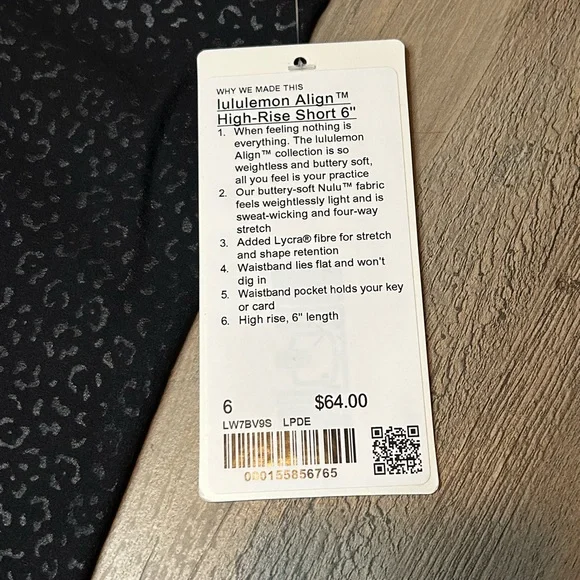 WHY WE MADE THIS
lululemon Align™
High-Rise Short 6"
1. When feeling nothing is
everything. The lululemon
Align™ collection is so
weightless and buttery soft,
all you feel is your practice
2. Our buttery-soft Nulu™ fabric
feels weightlessly light and is
sweat-wicking and four-way
stretch
3. Added Lycra® fibre for stretch
and shape retention
4. Waistband lies flat and won't
dig in
5. Waistband pocket holds your key
or card
6. High rise, 6" length
6 $64.00
LW7BV9S LPDE
000155856765